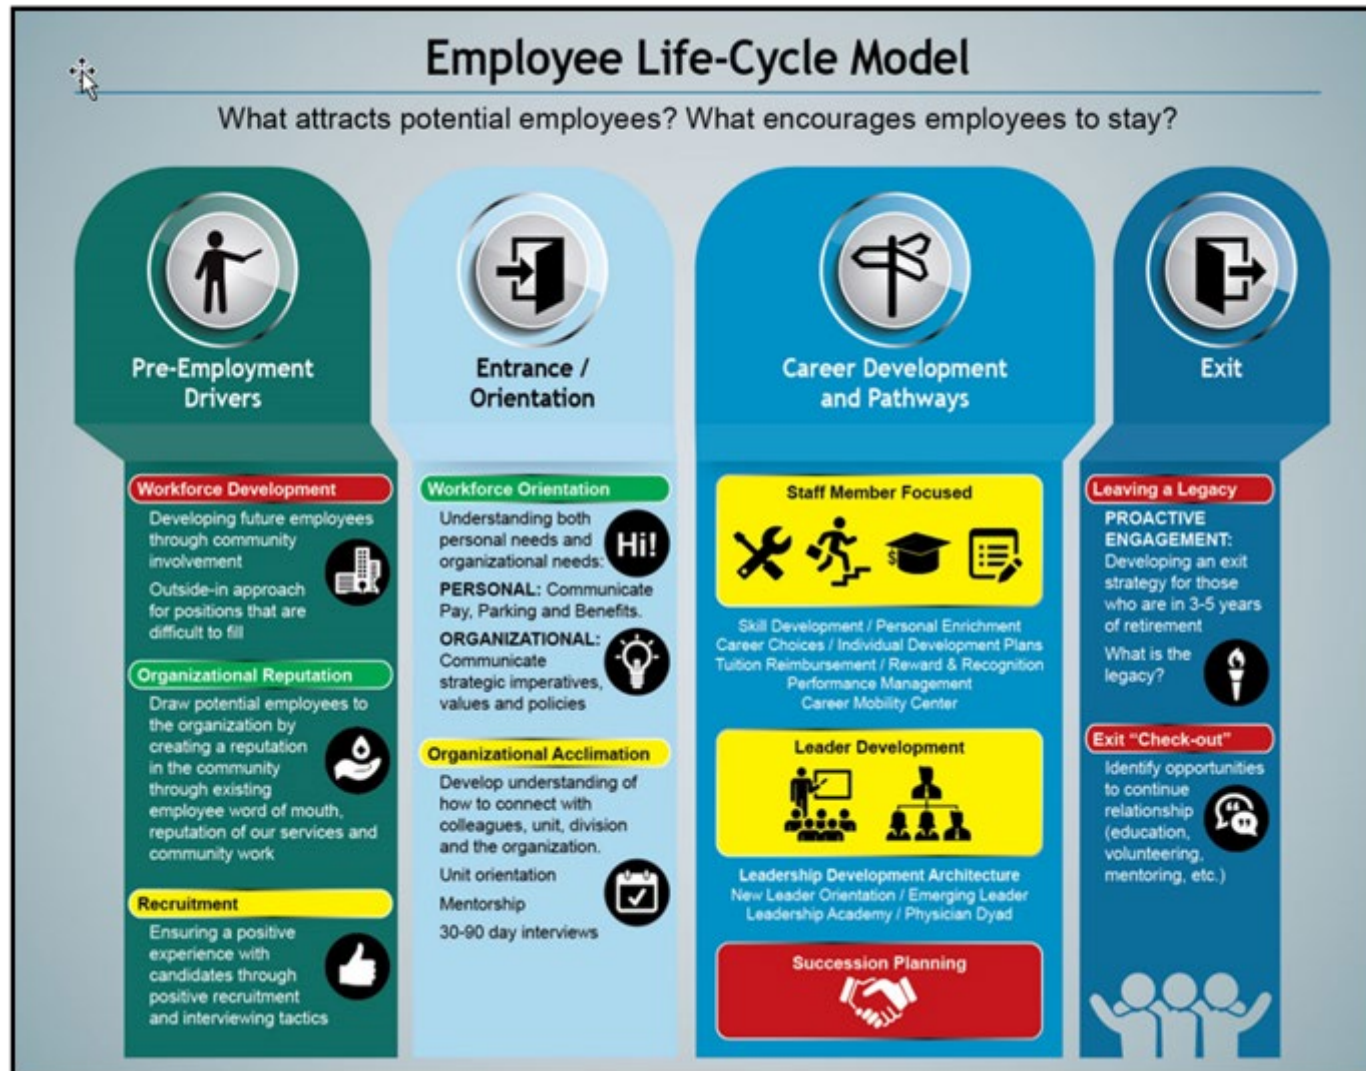 Employee Life-Cycle Model
What attracts potential employees? What encourages employees to stay?
Pre-Employment
Drivers
Workforce Development
Developing future employees
through community
involvement
Outside-in approach
for positions that are
difficult to fill
Organizational Reputation
Draw potential employees to
the organization by
creating a reputation
in the community
through existing
employee word of mouth,
reputation of our services and
community work
Recruitment
Ensuring a positive
experience with
candidates through
positive recruitment
and interviewing tactics
Entrance /
Orientation
Workforce Orientation
Understanding both
personal needs and
organizational needs:
Hi!
PERSONAL: Communicate
Pay, Parking and Benefits.
ORGANIZATIONAL:
Communicate
strategic imperatives,
values and policies
Organizational Acclimation
Develop understanding of
how to connect with
colleagues, unit, division
and the organization.
Unit orientation
Mentorship
30-90 day interviews
Career Development
and Pathways
Staff Member Focused
$
Skill Development / Personal Enrichment
Career Choices / Individual Development Plans
Tuition Reimbursement / Reward & Recognition
Performance Management
Career Mobility Center
Leader Development
Leadership Development Architecture
New Leader Orientation / Emerging Leader
Leadership Academy / Physician Dyad
Succession Planning
Exit
Leaving a Legacy
PROACTIVE
ENGAGEMENT:
Developing an exit
strategy for those
who are in 3-5 years
of retirement
What is the
legacy?
Exit “Check-out”
Identify opportunities
to continue
relationship
(education,
volunteering,
mentoring, etc.)